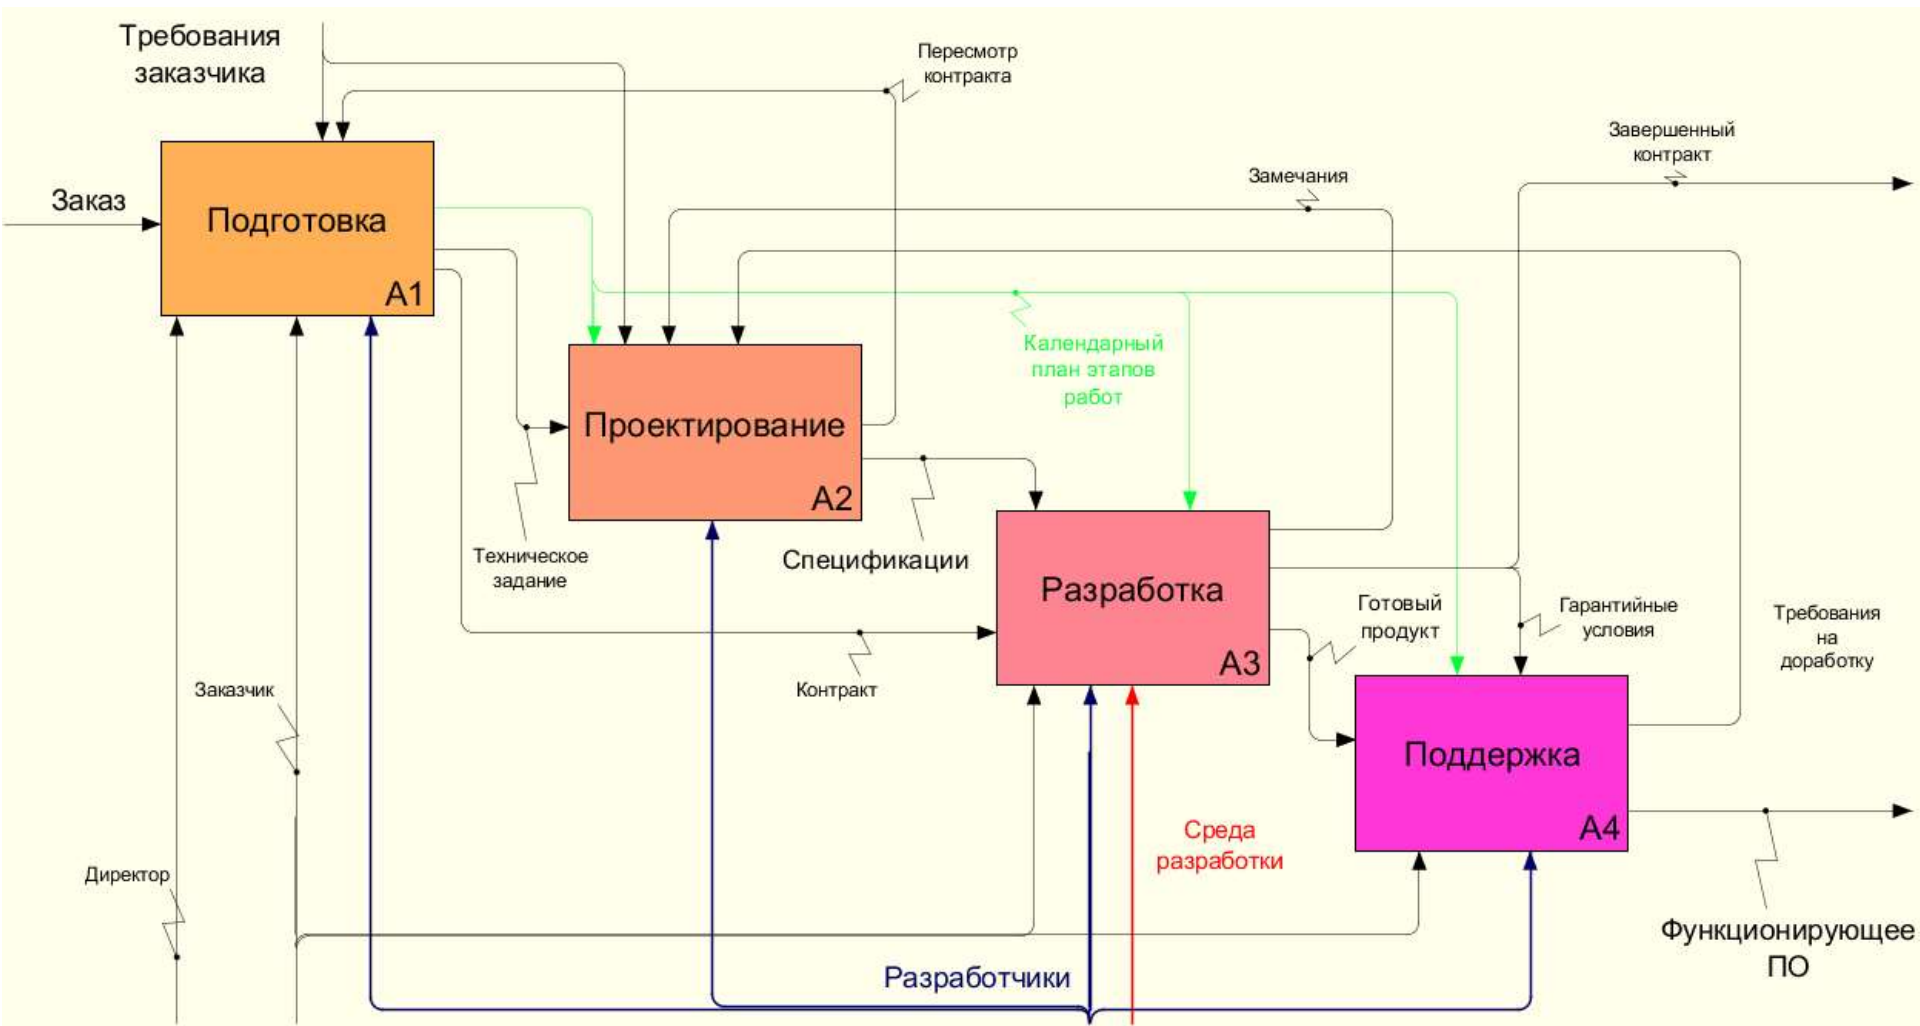 Требования
заказчика
Пересмотр
контракта
Завершенный
контракт
Замечания
Заказ
Подготовка
A1
Календарный
план этапов
работ
Проектирование
A2
Техническое
задание
Спецификации
Разработка
A3
Готовый
продукт
Гарантийные
условия
Требования
на
доработку
Заказчик
Контракт
Поддержка
A4
Среда
разработки
Директор
Функционирующее
ПО
Разработчики